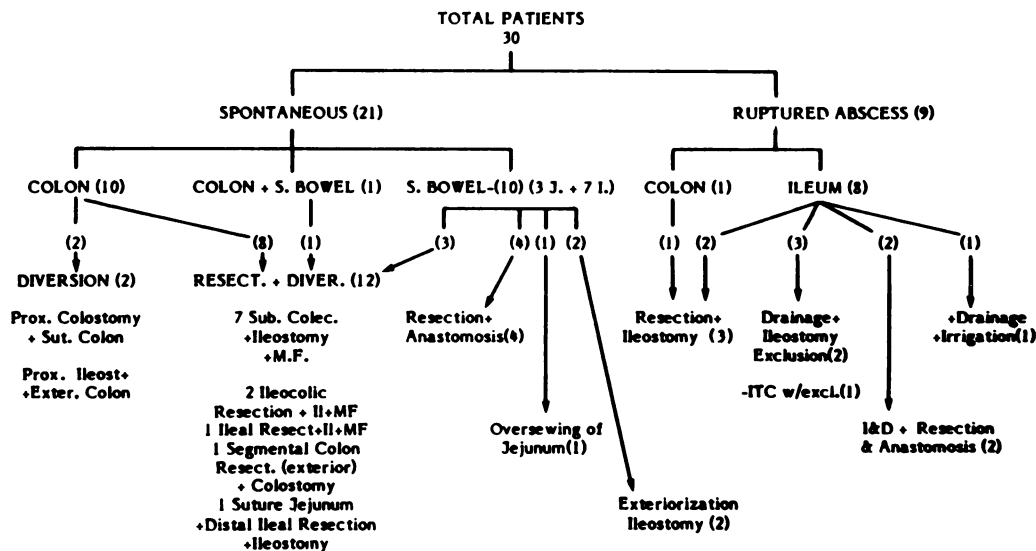 TOTAL PATIENTS
30
SPONTANEOUS (21)
RUPTURED ABSCESS (9)
COLON (10)
COLON + S. BOWEL (1)
S. BOWEL-(10) (3 J. + 7 I.)
COLON (1)
ILEUM (8)
(2)
(8)
(1)
(3)
(4)
(1)
(2)
(1)
(2)
(3)
(2)
(1)
DIVERSION (2)
Prox. Colostomy
+ Sut. Colon
Prox. Ileost+
+Exter. Colon
RESECT. + DIVER. (12)
7 Sub. Colec.
+Ileostomy
+M.F.
2 Ileocolic
Resection + Il+MF
1 Ileal Resect+Il+MF
1 Segmental Colon
Resect. (exterior)
+ Colostomy
1 Suture Jejunum
+Distal Ileal Resection
+Ileostomy
Resection+
Anastomosis(4)
Oversewing of
Jejunum(1)
Exteriorization
Ileostomy (2)
Resection+
Ileostomy (3)
Drainage+
Ileostomy
Exclusion(2)
-ITC w/excl.(1)
I&D + Resection
& Anastomosis (2)
+Drainage
+Irrigation(1)